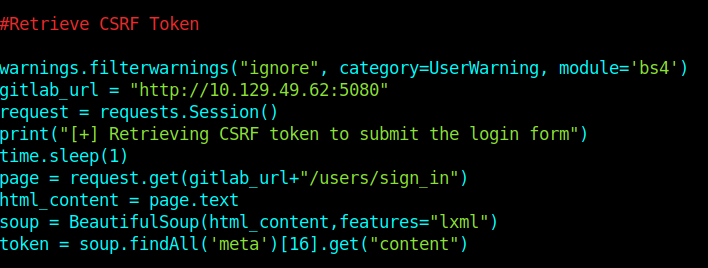 #Retrieve CSRF Token
warnings.filterwarnings("ignore", category=UserWarning, module='bs4')
gitlab_url = "http://10.129.49.62:5080"
request = requests.Session()
print("[+] Retrieving CSRF token to submit the login form")
time.sleep(1)
page = request.get(gitlab_url+"/users/sign_in")
html_content = page.text
soup = BeautifulSoup(html_content,features="lxml")
token = soup.findAll('meta')[16].get("content")